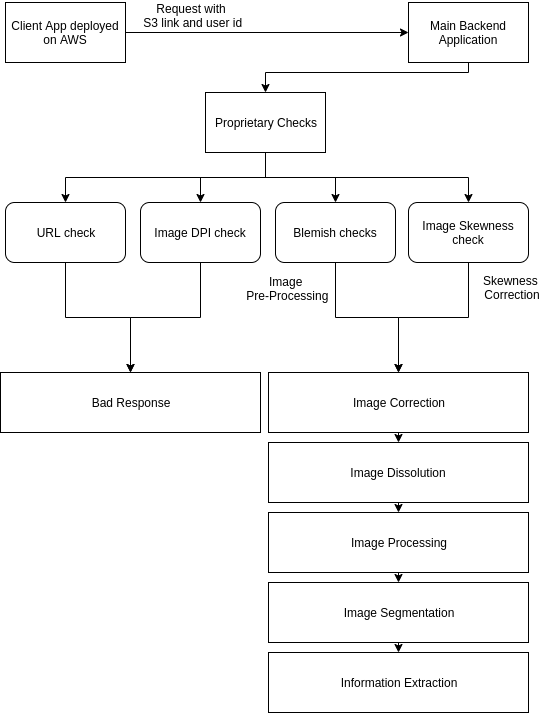 Client App deployed
on AWS
Request with
S3 link and user id
Main Backend
Application
Proprietary Checks
URL check
Image DPI check
Blemish checks
Image Skewness
check
Image
Pre-Processing
Skewness
Correction
Bad Response
Image Correction
Image Dissolution
Image Processing
Image Segmentation
Information Extraction